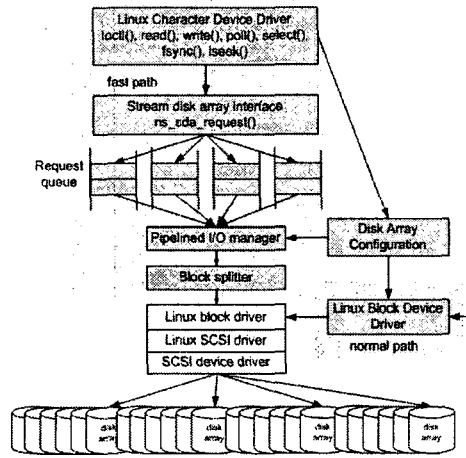 Linux Character Device Driver
ioctl(), read(), write(), poll(), select(),
fsync(), lseek()
fast path
Stream disk array interface
ns_sda_request()
Request
queue
Pipelined I/O manager
Disk Array
Configuration
Block splitter
Linux block driver
Linux SCSI driver
SCSI device driver
Linux Block Device
Driver
normal path
disk
array
disk
array
disk
array
disk
array